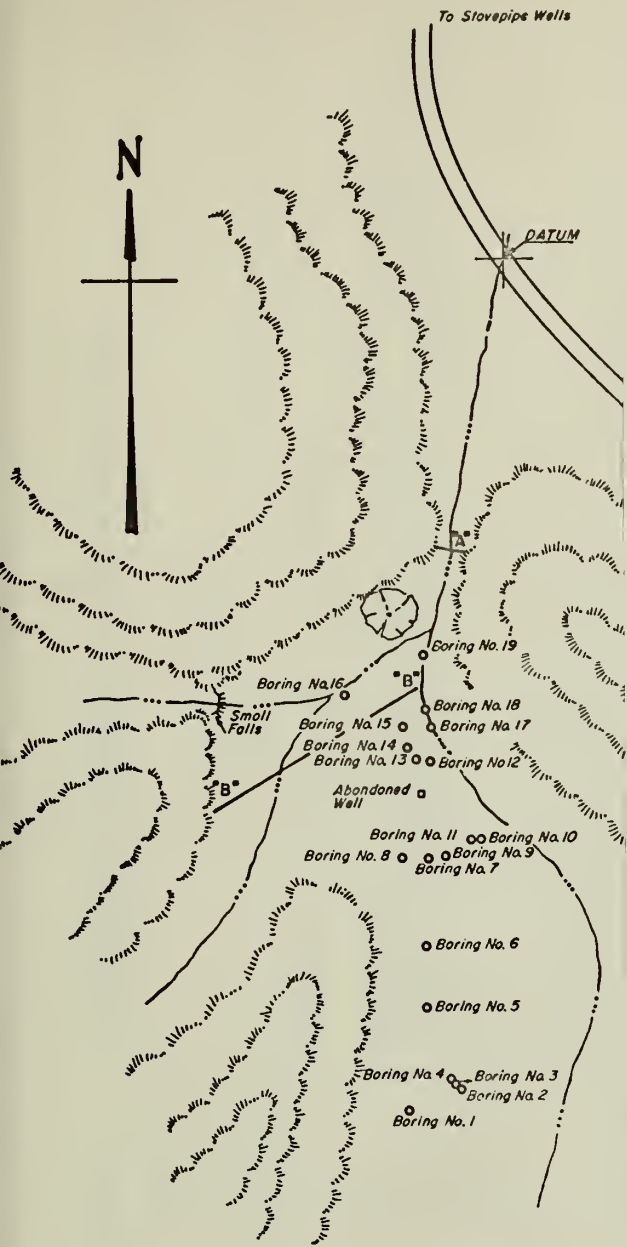 To Stovepipe Wells
N
DATUM
"A"
Boring No. 19
Boring No. 16
"B"
Boring No. 18
Small
Falls
Boring No. 15
Boring No. 17
Boring No. 14
Boring No. 13
Boring No 12
"B"
Abandoned
Well
Boring No. 11
Boring No. 10
Boring No. 8
Boring No. 9
Boring No. 7
Boring No. 6
Boring No. 5
Boring No. 4
Boring No. 3
Boring No. 2
Boring No. 1